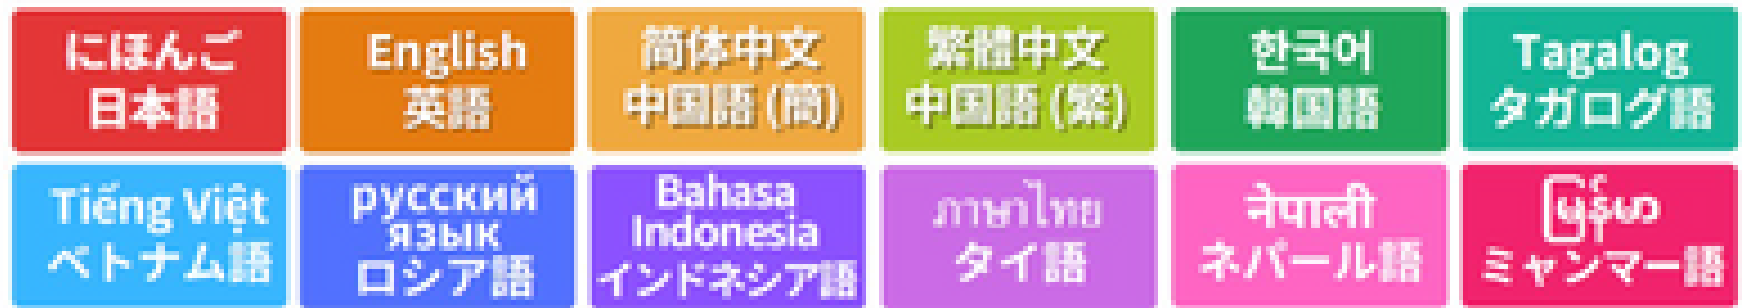 にほんご
日本語
English
英語
简体中文
中国語 (簡)
繁體中文
中国語 (繁)
한국어
韓国語
Tagalog
タガログ語
Tiếng Việt
ベトナム語
русский
язык
ロシア語
Bahasa
Indonesia
インドネシア語
ภาษาไทย
タイ語
नेपाली
ネパール語
မြန်မာ
ミャンマー語